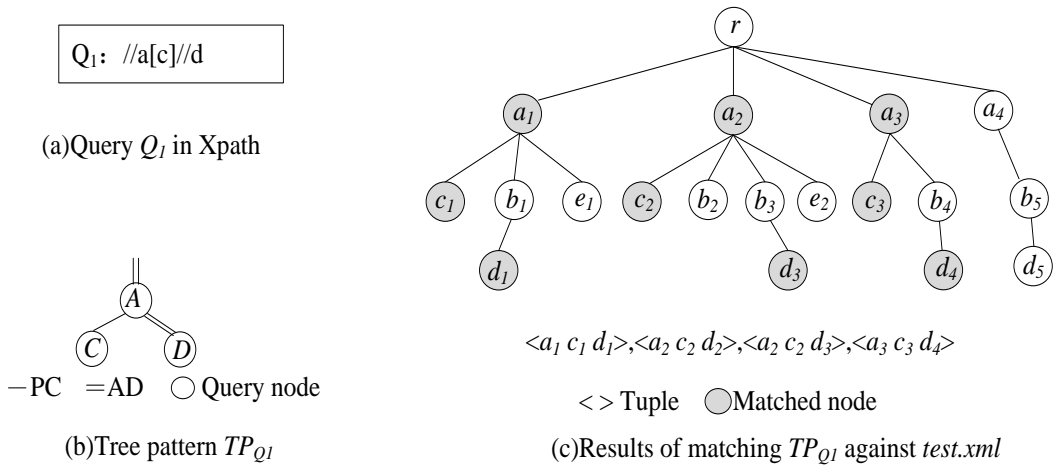 Q1: //a[c]//d
(a)Query Q1 in Xpath
A
C
D
—PC =AD Query node
(b)Tree pattern TPQ1
r
a1 a2 a3 a4
c1 b1 e1 c2 b2 b3 e2 c3 b4 b5
d1 d3 d4 d5
<a1 c1 d1>,<a2 c2 d2>,<a2 c2 d3>,<a3 c3 d4>
< > Tuple Matched node
(c)Results of matching TPQ1 against test.xml